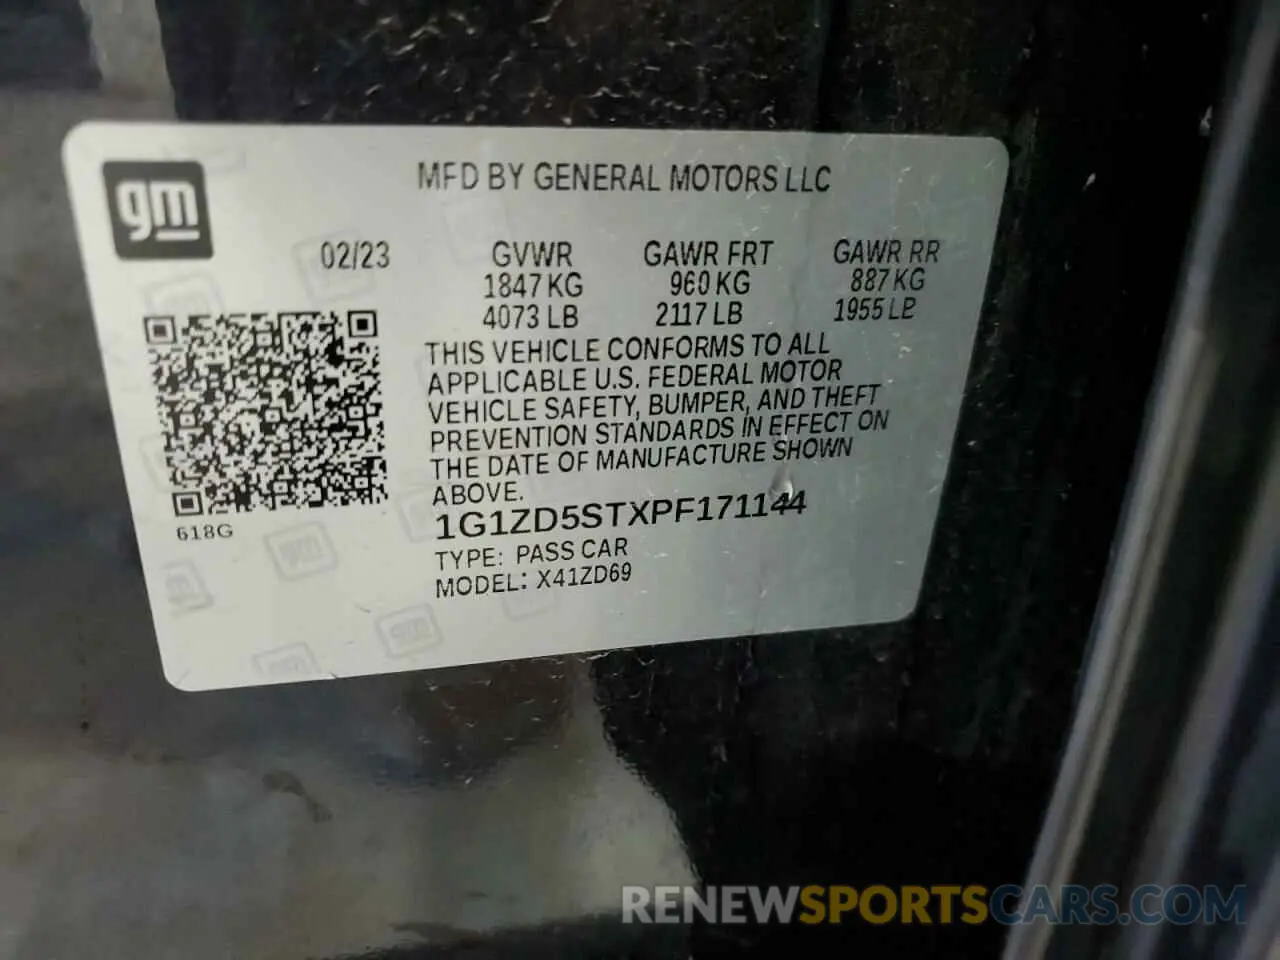 gm
MFD BY GENERAL MOTORS LLC
02/23 GVWR GAWR FRT GAWR RR
1847 KG 960 KG 887 KG
4073 LB 2117 LB 1955 LB
THIS VEHICLE CONFORMS TO ALL
APPLICABLE U.S. FEDERAL MOTOR
VEHICLE SAFETY, BUMPER, AND THEFT
PREVENTION STANDARDS IN EFFECT ON
THE DATE OF MANUFACTURE SHOWN
ABOVE.
618G
1G1ZD5STXPF171144
TYPE: PASS CAR
MODEL: X41ZD69
RENEWSPORTSCARS.COM